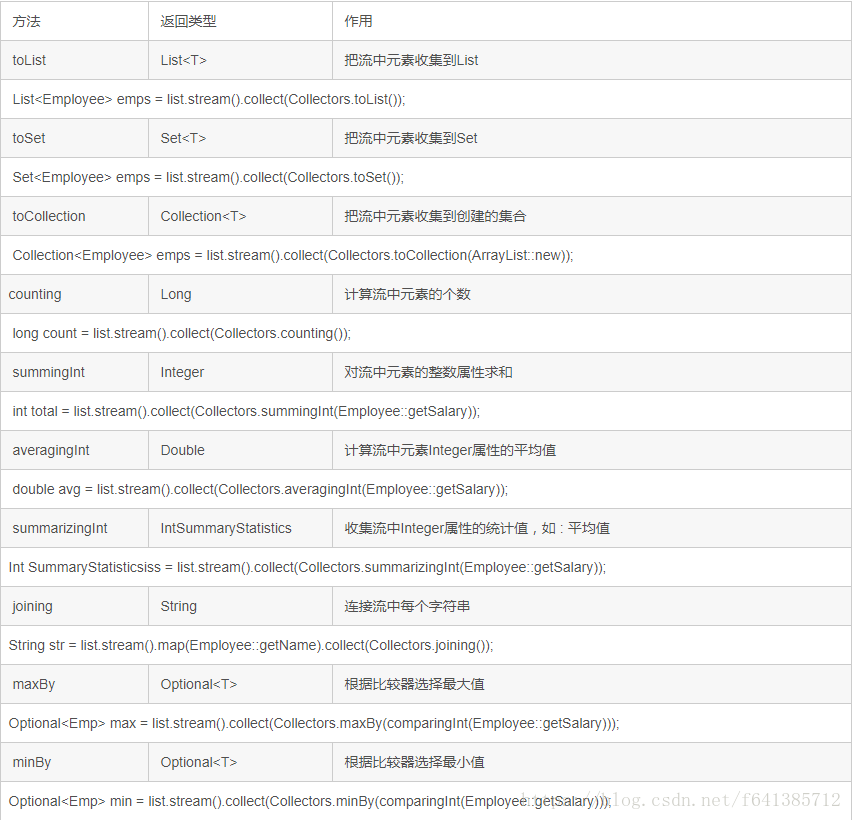 方法 返回类型 作用
toList List<T> 把流中元素收集到List
List<Employee> emps = list.stream().collect(Collectors.toList());
toSet Set<T> 把流中元素收集到Set
Set<Employee> emps = list.stream().collect(Collectors.toSet());
toCollection Collection<T> 把流中元素收集到创建的集合
Collection<Employee> emps = list.stream().collect(Collectors.toCollection(ArrayList::new));
counting Long 计算流中元素的个数
long count = list.stream().collect(Collectors.counting());
summingInt Integer 对流中元素的整数属性求和
int total = list.stream().collect(Collectors.summingInt(Employee::getSalary));
averagingInt Double 计算流中元素Integer属性的平均值
double avg = list.stream().collect(Collectors.averagingInt(Employee::getSalary));
summarizingInt IntSummaryStatistics 收集流中Integer属性的统计值，如：平均值
Int SummaryStatisticsiss = list.stream().collect(Collectors.summarizingInt(Employee::getSalary));
joining String 连接流中每个字符串
String str = list.stream().map(Employee::getName).collect(Collectors.joining());
maxBy Optional<T> 根据比较器选择最大值
Optional<Emp> max = list.stream().collect(Collectors.maxBy(comparingInt(Employee::getSalary)));
minBy Optional<T> 根据比较器选择最小值
Optional<Emp> min = list.stream().collect(Collectors.minBy(comparingInt(Employee::getSalary)));
https://blog.csdn.net/f641385712